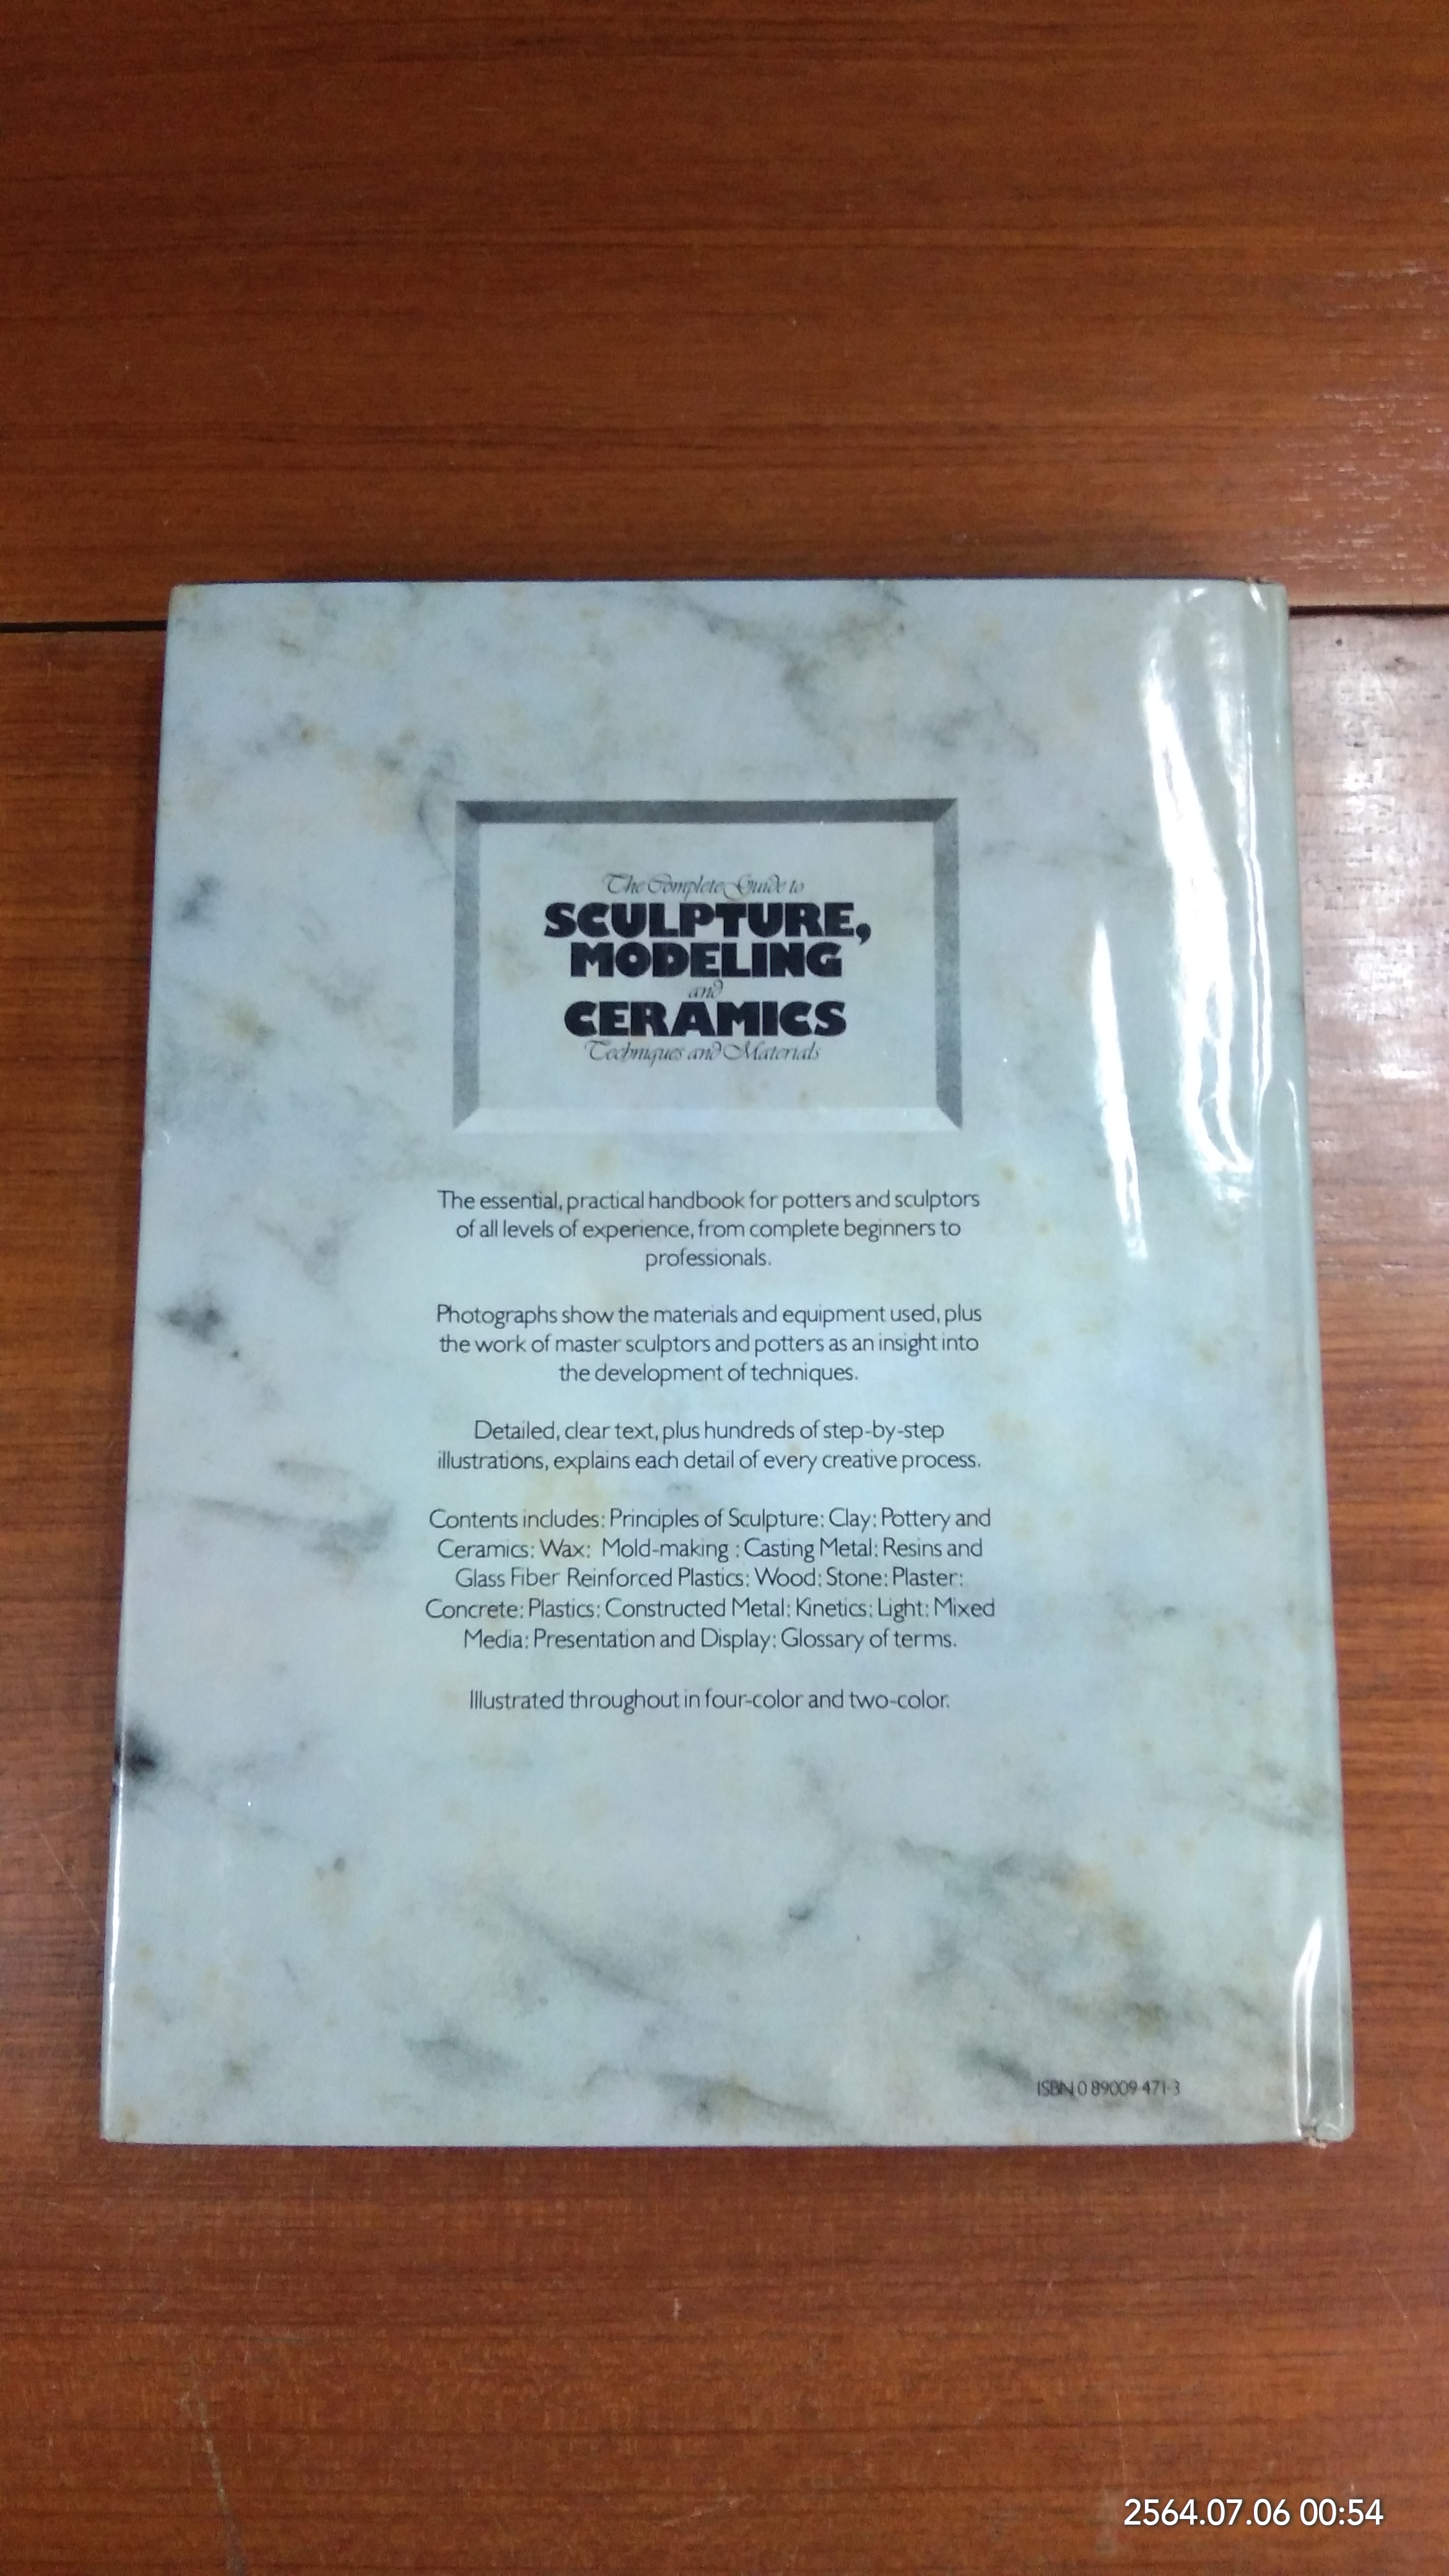 The Complete Guide to
SCULPTURE,
MODELING
and
CERAMICS
Techniques and Materials
The essential, practical handbook for potters and sculptors
of all levels of experience, from complete beginners to
professionals.
Photographs show the materials and equipment used, plus
the work of master sculptors and potters as an insight into
the development of techniques.
Detailed, clear text, plus hundreds of step-by-step
illustrations, explains each detail of every creative process.
Contents includes: Principles of Sculpture: Clay: Pottery and
Ceramics: Wax: Mold-making : Casting Metal: Resins and
Glass Fiber Reinforced Plastics: Wood: Stone: Plaster:
Concrete: Plastics: Constructed Metal: Kinetics: Light: Mixed
Media: Presentation and Display: Glossary of terms.
Illustrated throughout in four-color and two-color.
ISBN 0 89009 471-3
2564.07.06 00:54